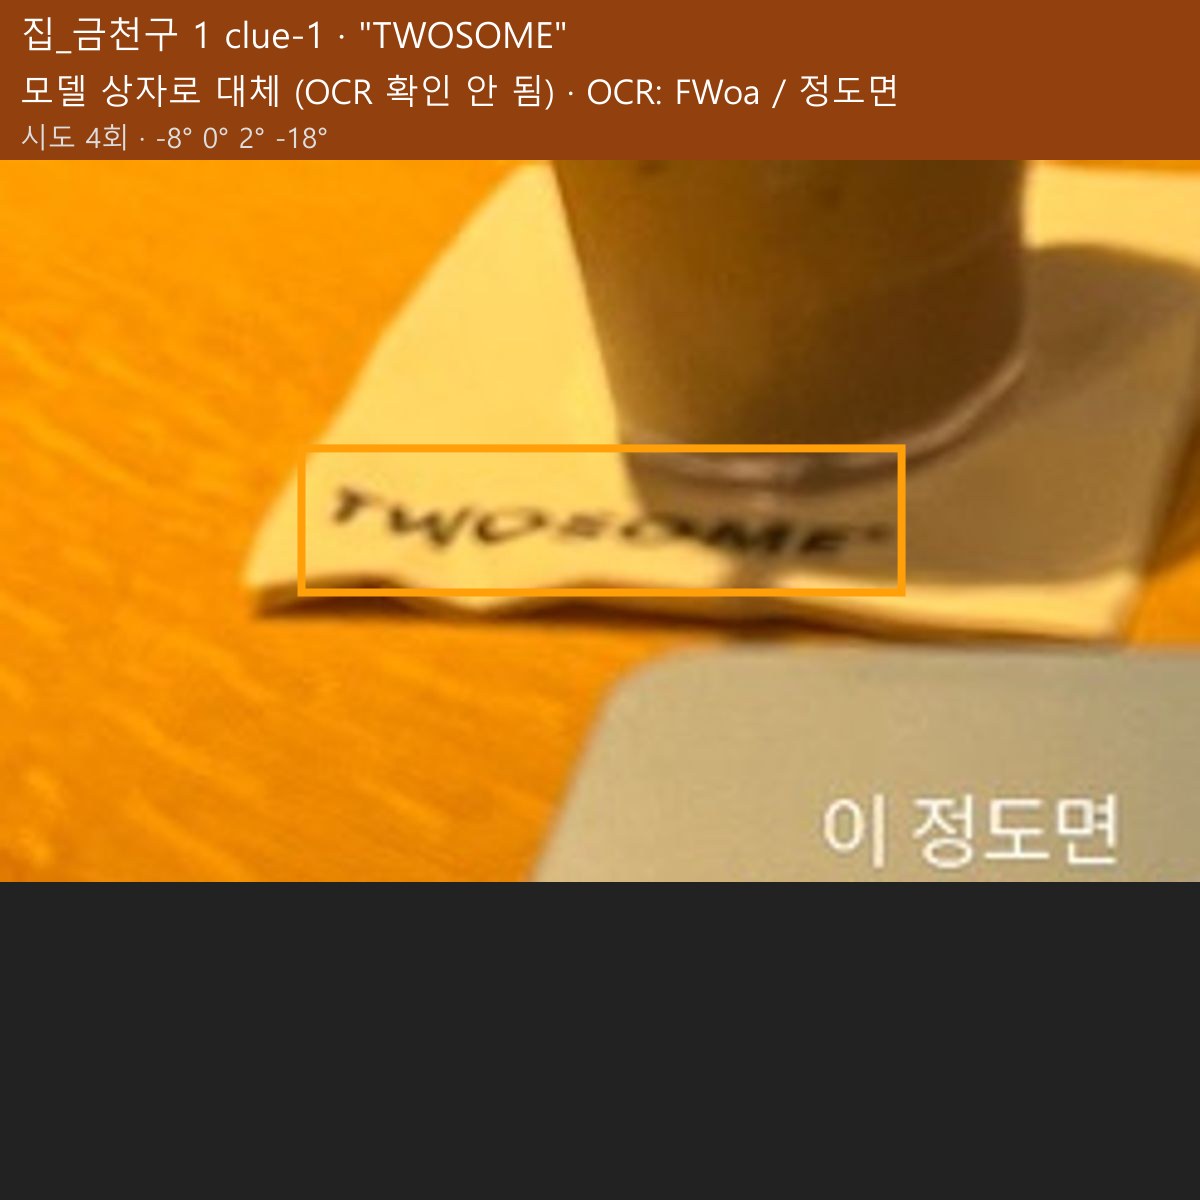 집_금천구 1 clue-1 · "TWOSOME"
모델 상자로 대체 (OCR 확인 안 됨) · OCR: FWoa / 정도면
시도 4회 · -8° 0° 2° -18°
TWOSOME
이 정도면